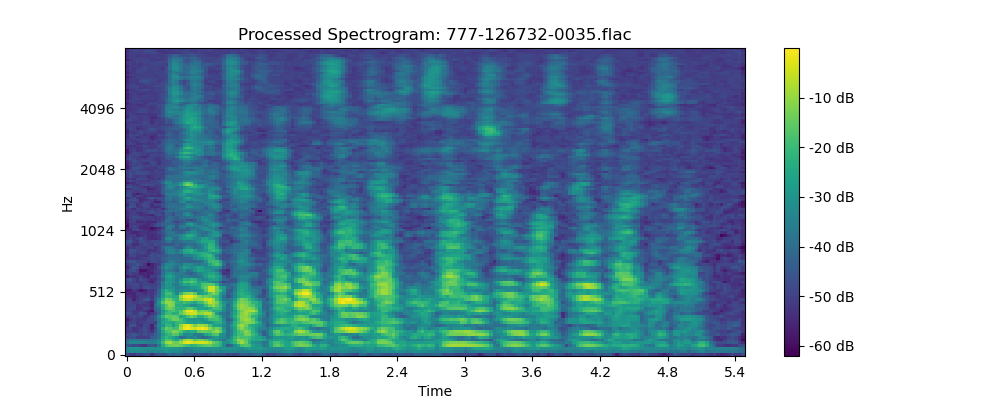 Processed Spectrogram: 777-126732-0035.flac
4096
2048
1024
512
0
Hz
0 0.6 1.2 1.8 2.4 3 3.6 4.2 4.8 5.4
Time
-10 dB
-20 dB
-30 dB
-40 dB
-50 dB
-60 dB